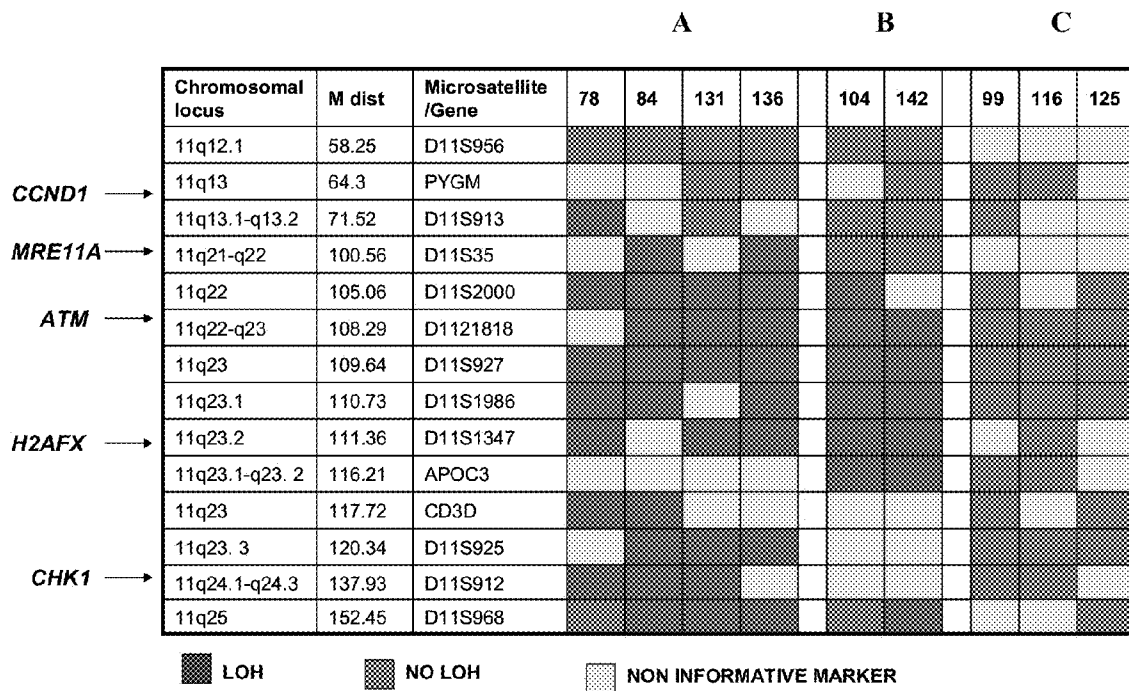 A B C
Chromosomal locus M dist Microsatellite /Gene 78 84 131 136 104 142 99 116 125
11q12.1 58.25 D11S956
CCND1 11q13 64.3 PYGM
11q13.1-q13.2 71.52 D11S913
MRE11A 11q21-q22 100.56 D11S35
11q22 105.06 D11S2000
ATM
11q22-q23 108.29 D1121818
11q23 109.64 D11S927
11q23.1 110.73 D11S1986
H2AFX 11q23.2 111.36 D11S1347
11q23.1-q23. 2 116.21 APOC3
11q23 117.72 CD3D
11q23. 3 120.34 D11S925
CHK1 11q24.1-q24.3 137.93 D11S912
11q25 152.45 D11S968
LOH NO LOH NON INFORMATIVE MARKER